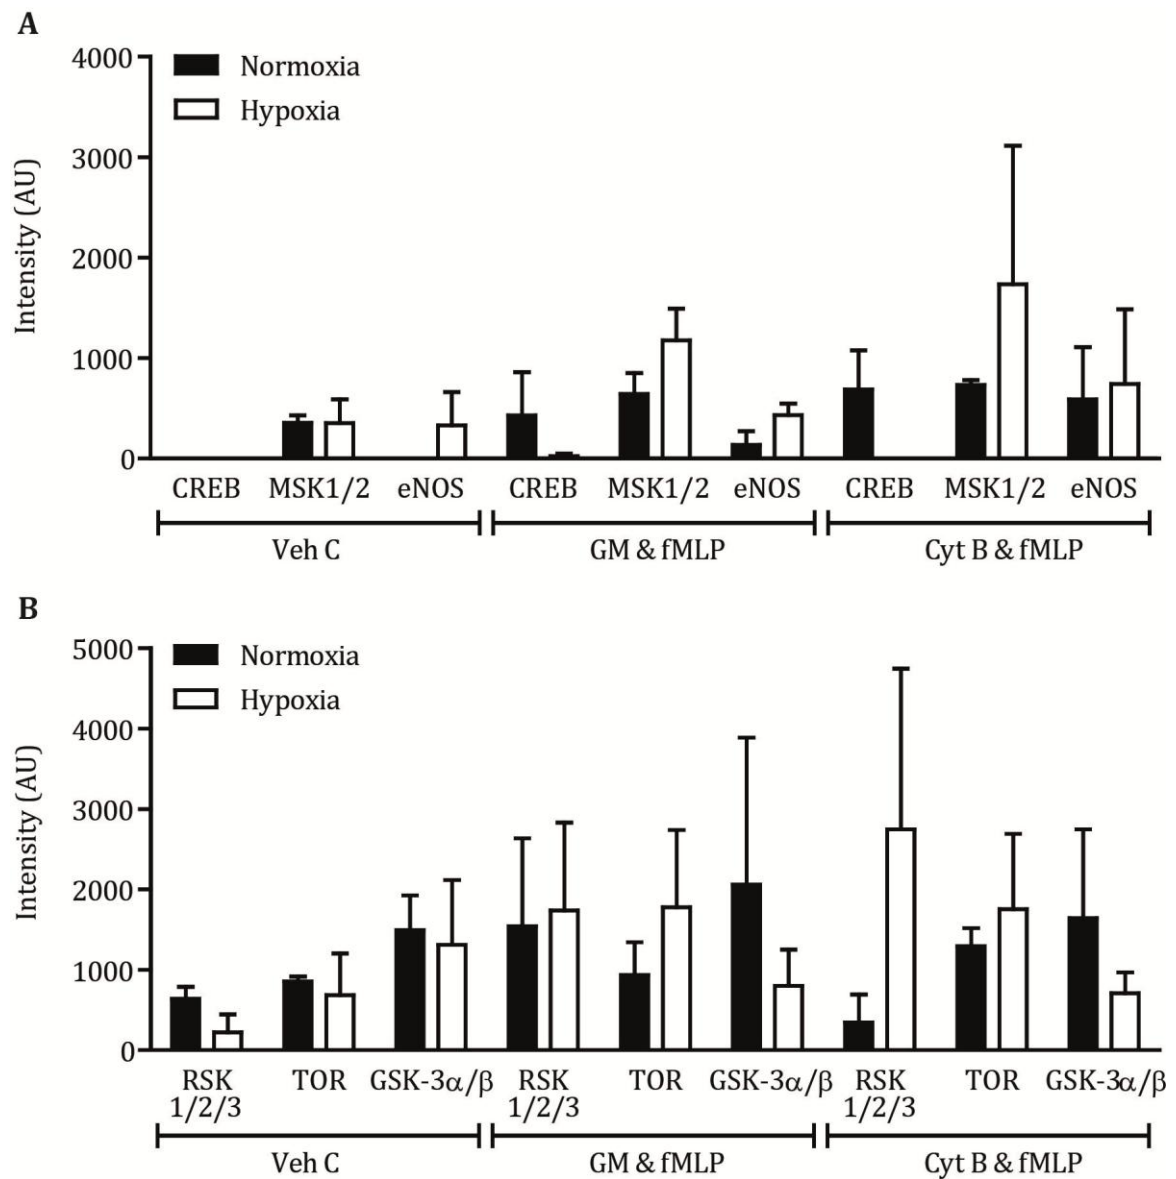 A
4000
3000
2000
1000
0
Intensity (AU)
Normoxia
Hypoxia
CREB MSK1/2 eNOS CREB MSK1/2 eNOS CREB MSK1/2 eNOS
Veh C GM & fMLP Cyt B & fMLP
B
5000
4000
3000
2000
1000
0
Intensity (AU)
Normoxia
Hypoxia
RSK TOR GSK-3α/β RSK TOR GSK-3α/β RSK TOR GSK-3α/β
1/2/3 1/2/3 1/2/3
Veh C GM & fMLP Cyt B & fMLP